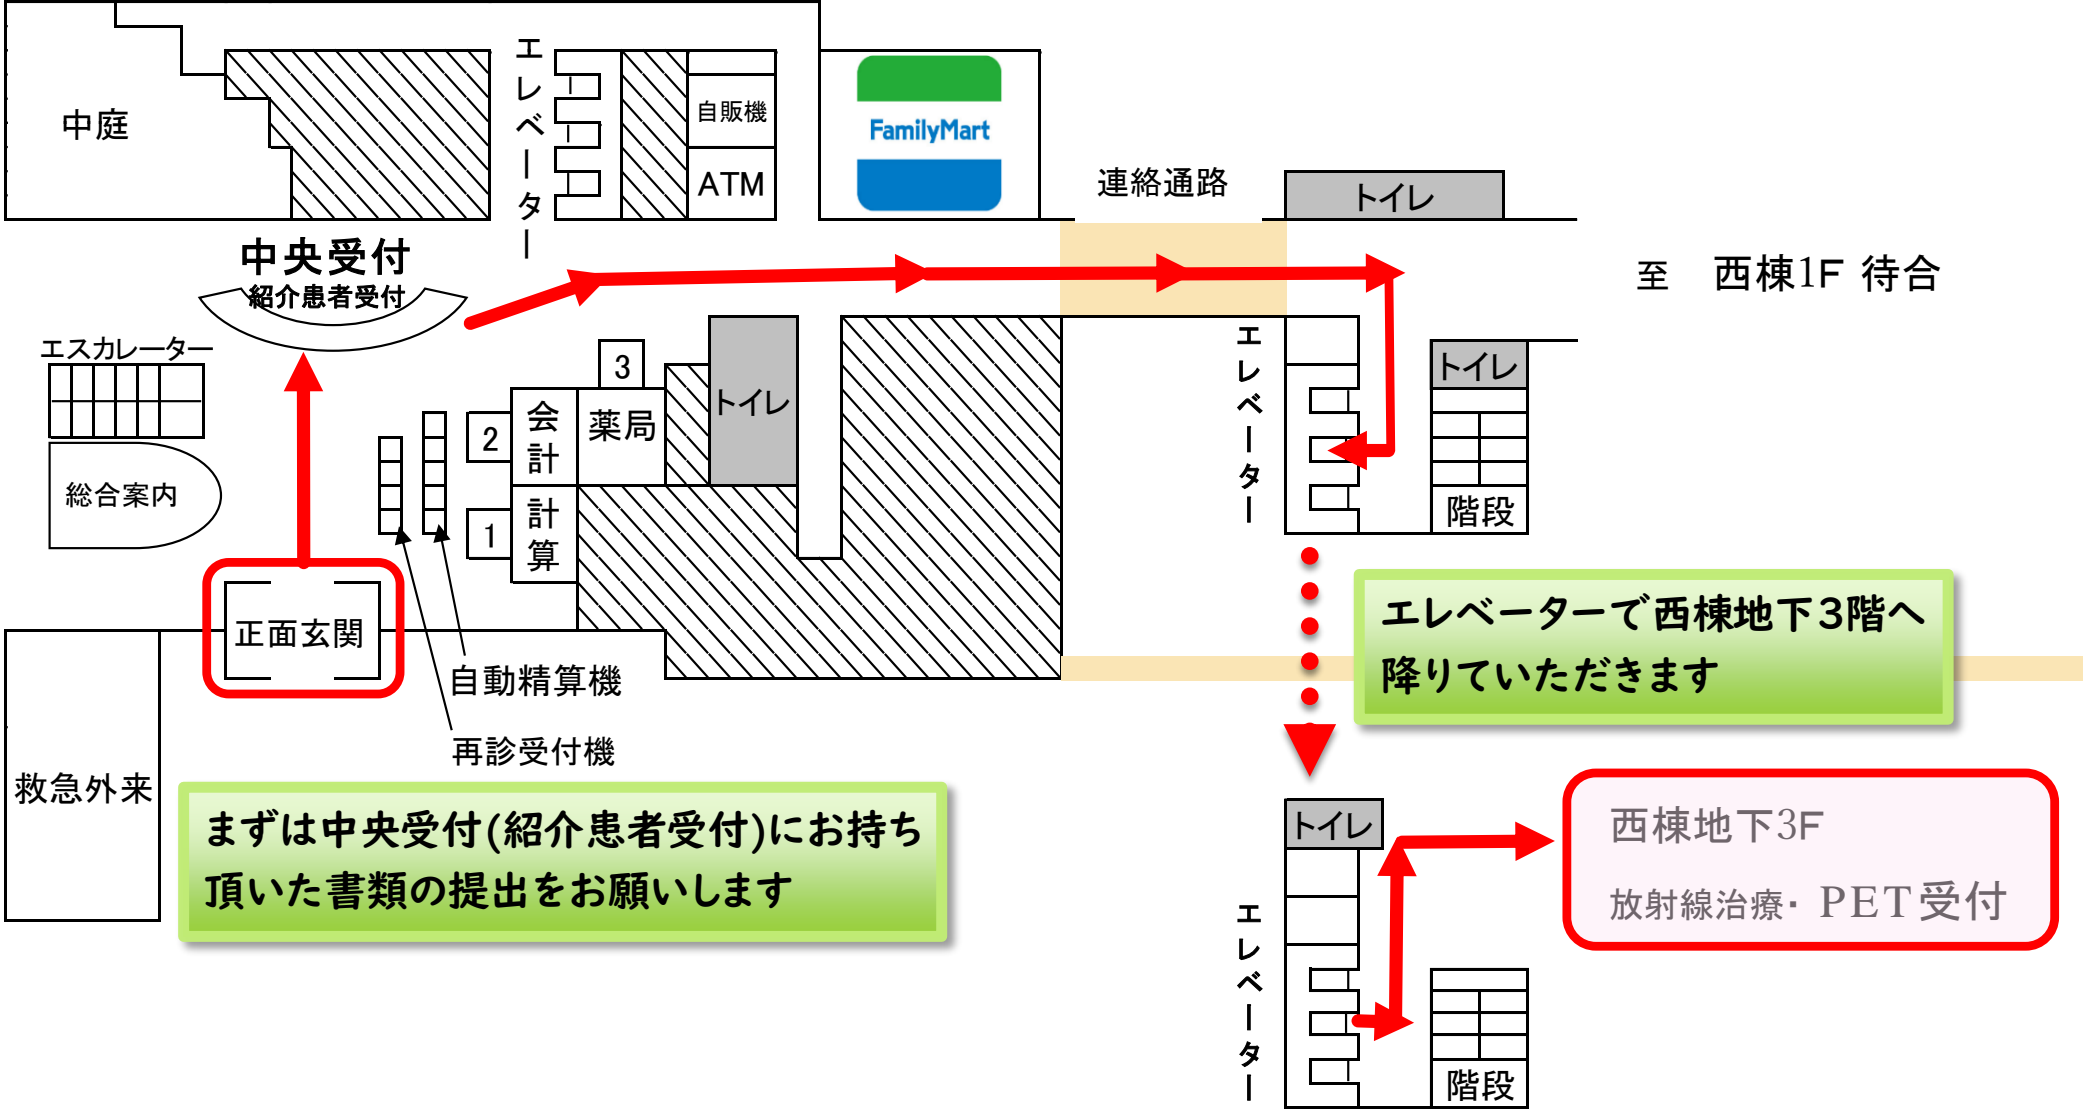 中庭
エレベーター
自販機
ATM
FamilyMart
連絡通路
トイレ
中央受付
紹介患者受付
至 西棟1F 待合
エスカレーター
総合案内
3
2
1
会計
薬局
計算
トイレ
エレベーター
トイレ
階段
正面玄関
自動精算機
再診受付機
救急外来
エレベーターで西棟地下3階へ
降りていただきます
まずは中央受付(紹介患者受付)にお持ち
頂いた書類の提出をお願いします
トイレ
エレベーター
階段
西棟地下3F
放射線治療・ PET受付